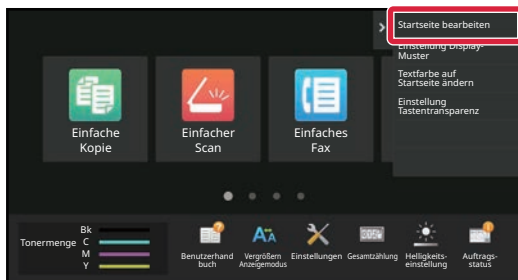 Startseite bearbeiten
Einstellung Display-
Muster
Textfarbe auf
Startseite ändern
Einstellung
Tastentransparenz
Einfache
Kopie
Einfacher
Scan
Einfaches
Fax
Tonermenge
Bk
C
M
Y
Benutzerhand
buch
Vergrößern
Anzeigemodus
Einstellungen
Gesamtzählung
Helligkeits-
einstellung
Auftrags-
status